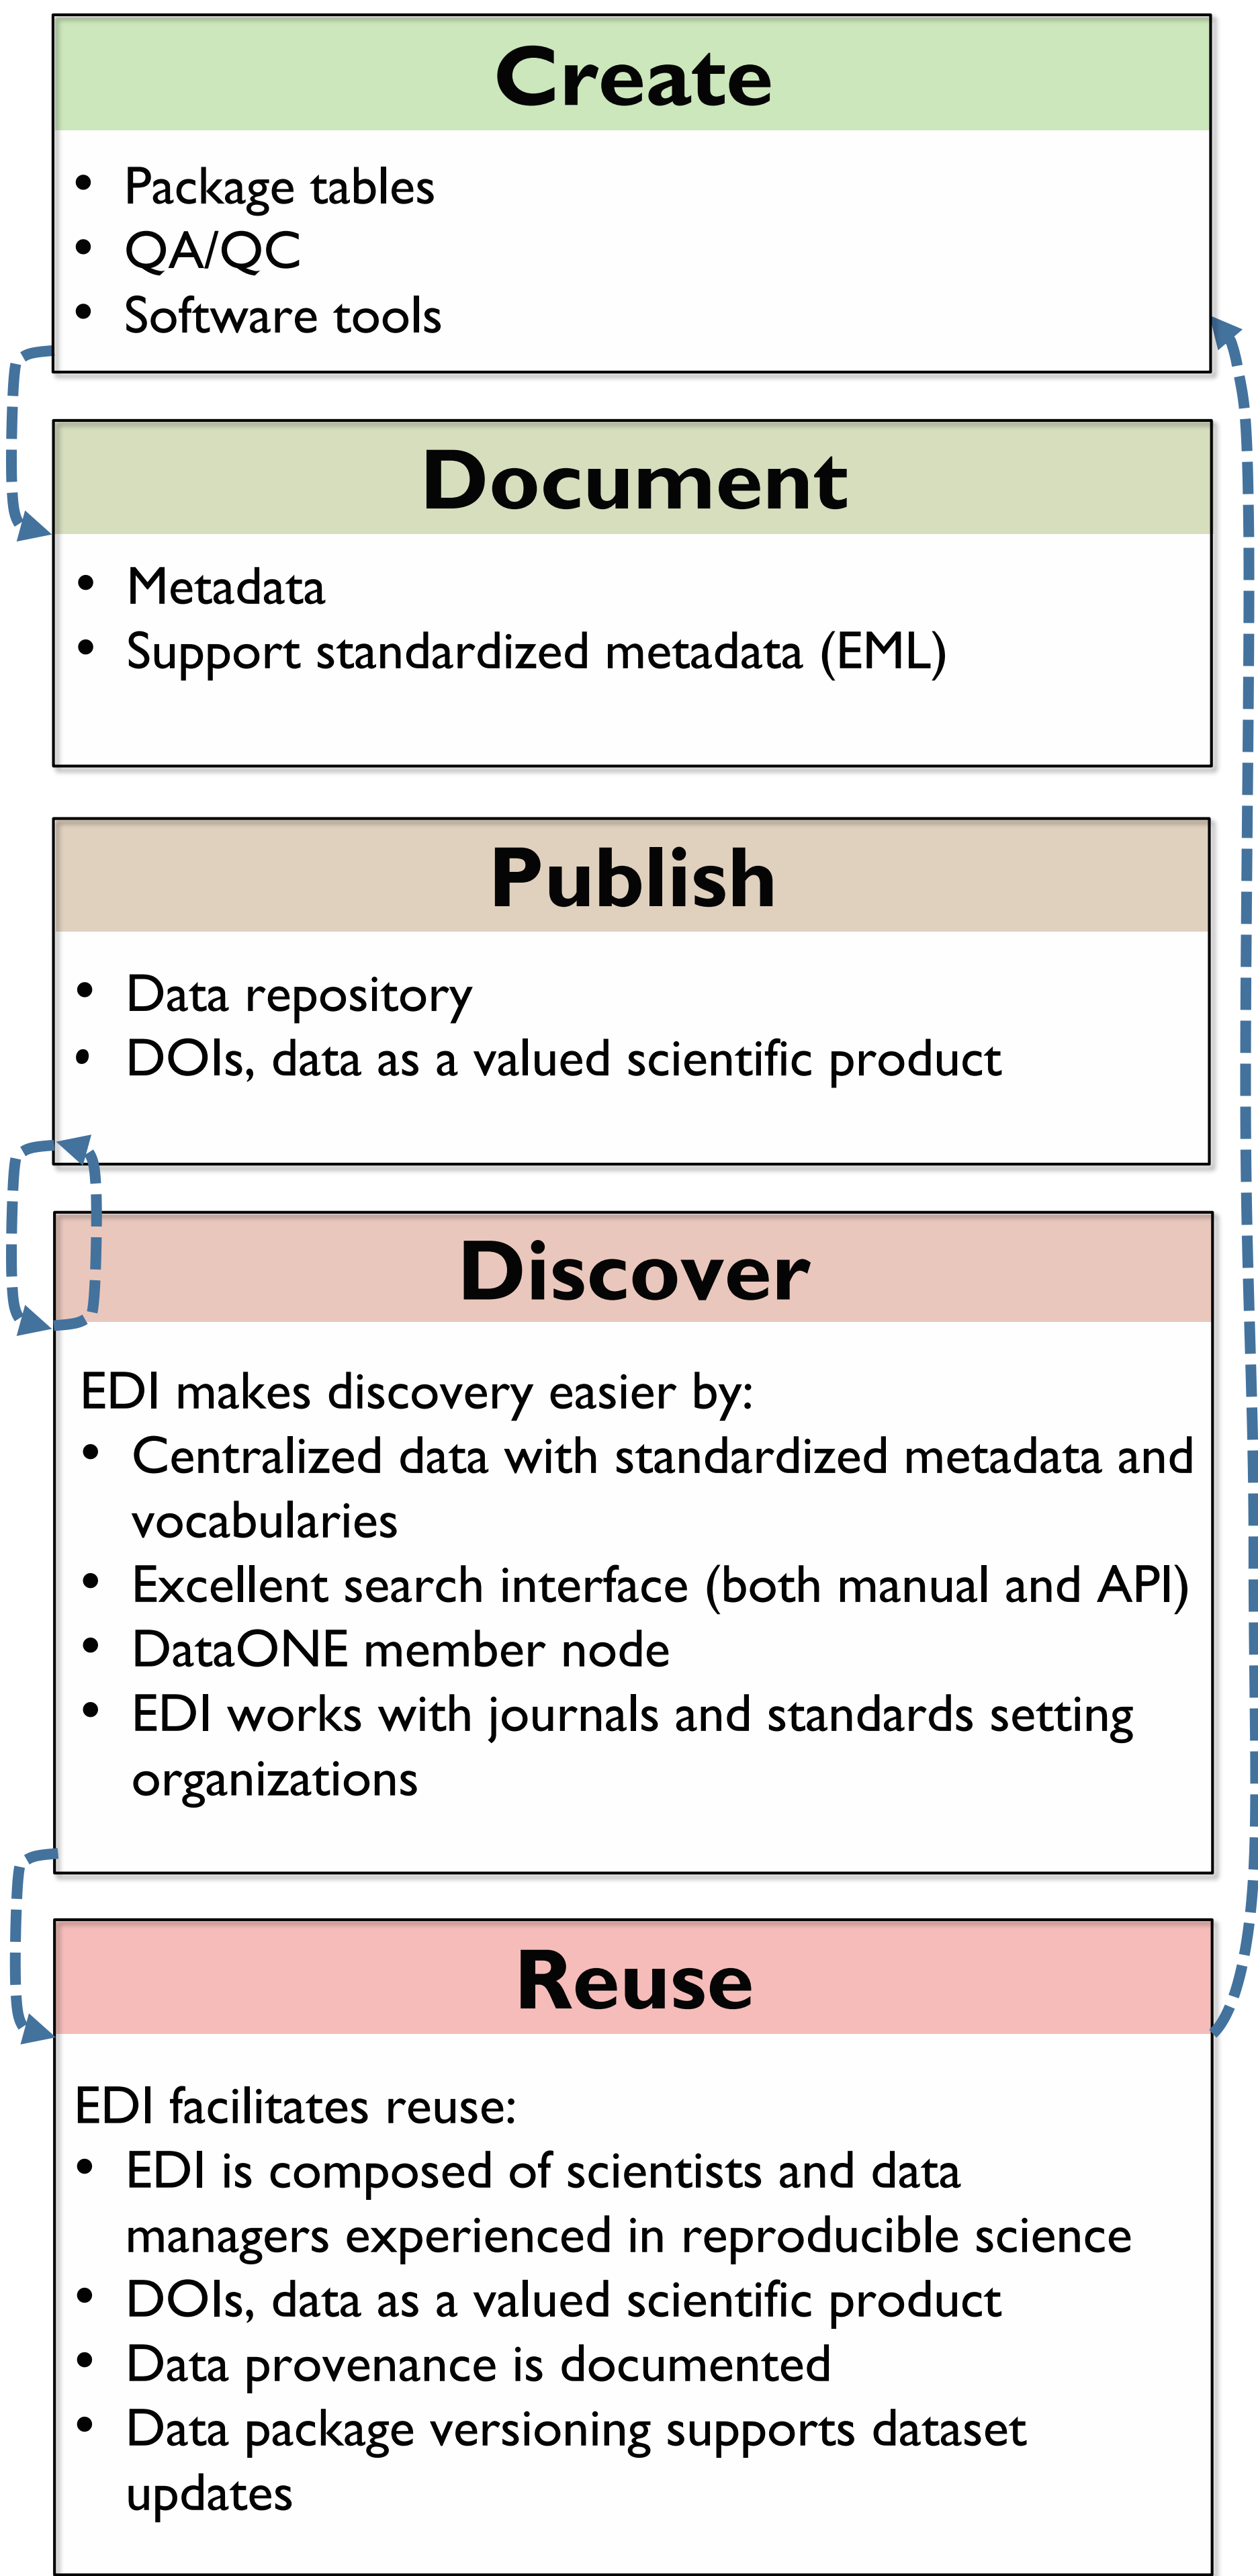 Create
• Package tables
• QA/QC
• Software tools
Document
• Metadata
• Support standardized metadata (EML)
Publish
• Data repository
• DOIs, data as a valued scientific product
Discover
EDI makes discovery easier by:
• Centralized data with standardized metadata and
vocabularies
• Excellent search interface (both manual and API)
• DataONE member node
• EDI works with journals and standards setting
organizations
Reuse
EDI facilitates reuse:
• EDI is composed of scientists and data
managers experienced in reproducible science
• DOIs, data as a valued scientific product
• Data provenance is documented
• Data package versioning supports dataset
updates